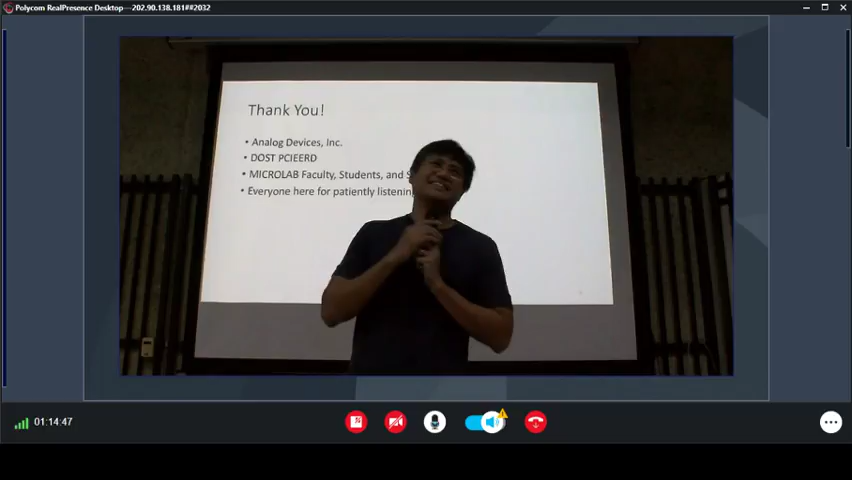 Polycom RealPresence Desktop---202.90.138.181##2032
Thank You!
• Analog Devices, Inc.
• DOST PCIEERD
• MICROLAB Faculty, Students, and S
• Everyone here for patiently listenin
01:14:47